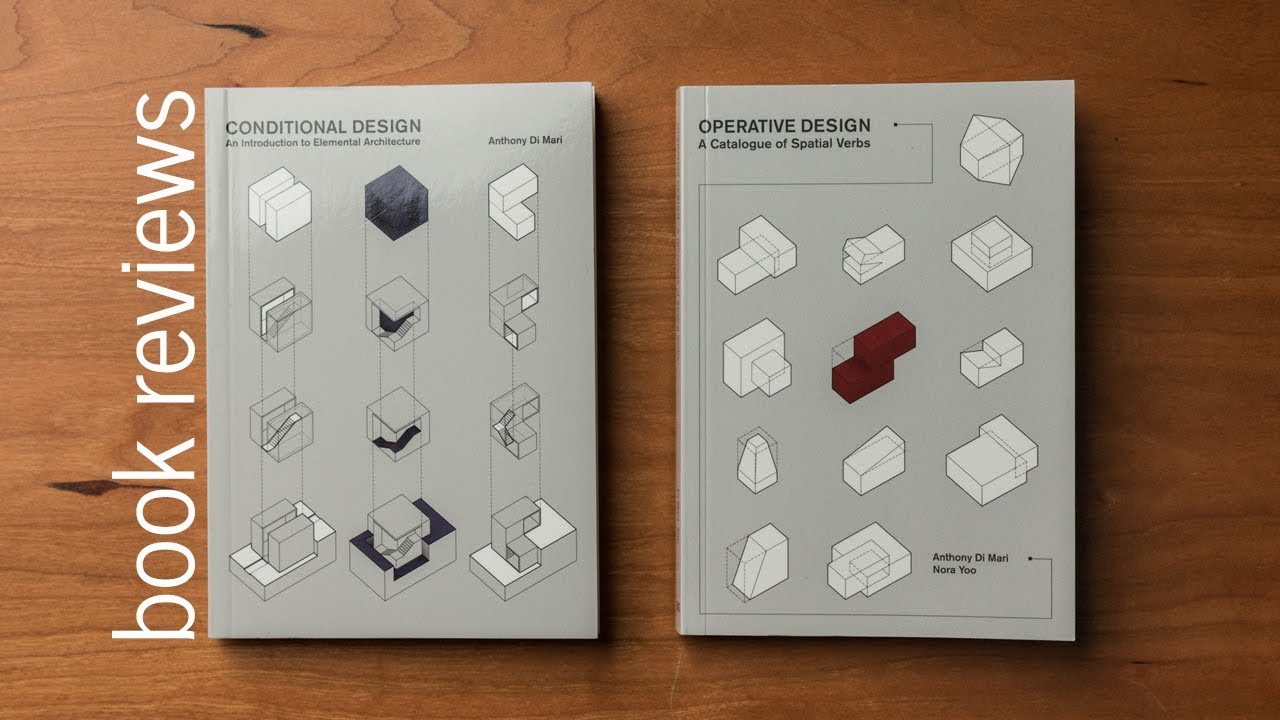 book reviews
CONDITIONAL DESIGN
An Introduction to Elemental Architecture
Anthony Di Mari
OPERATIVE DESIGN
A Catalogue of Spatial Verbs
Anthony Di Mari
Nora Yoo